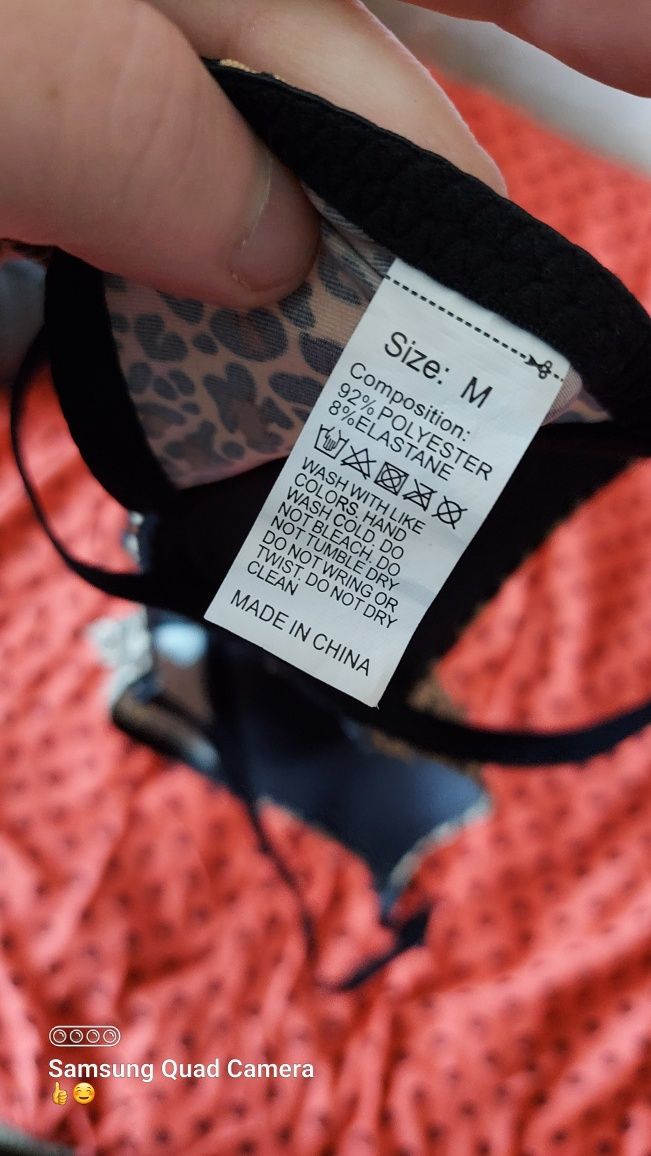 Size: M
Composition:
92% POLYESTER
8%ELASTANE
WASH WITH LIKE
COLORS. HAND
WASH COLD. DO
NOT BLEACH. DO
NOT TUMBLE DRY
DO NOT WRING OR
TWIST. DO NOT DRY
CLEAN
MADE IN CHINA
Samsung Quad Camera